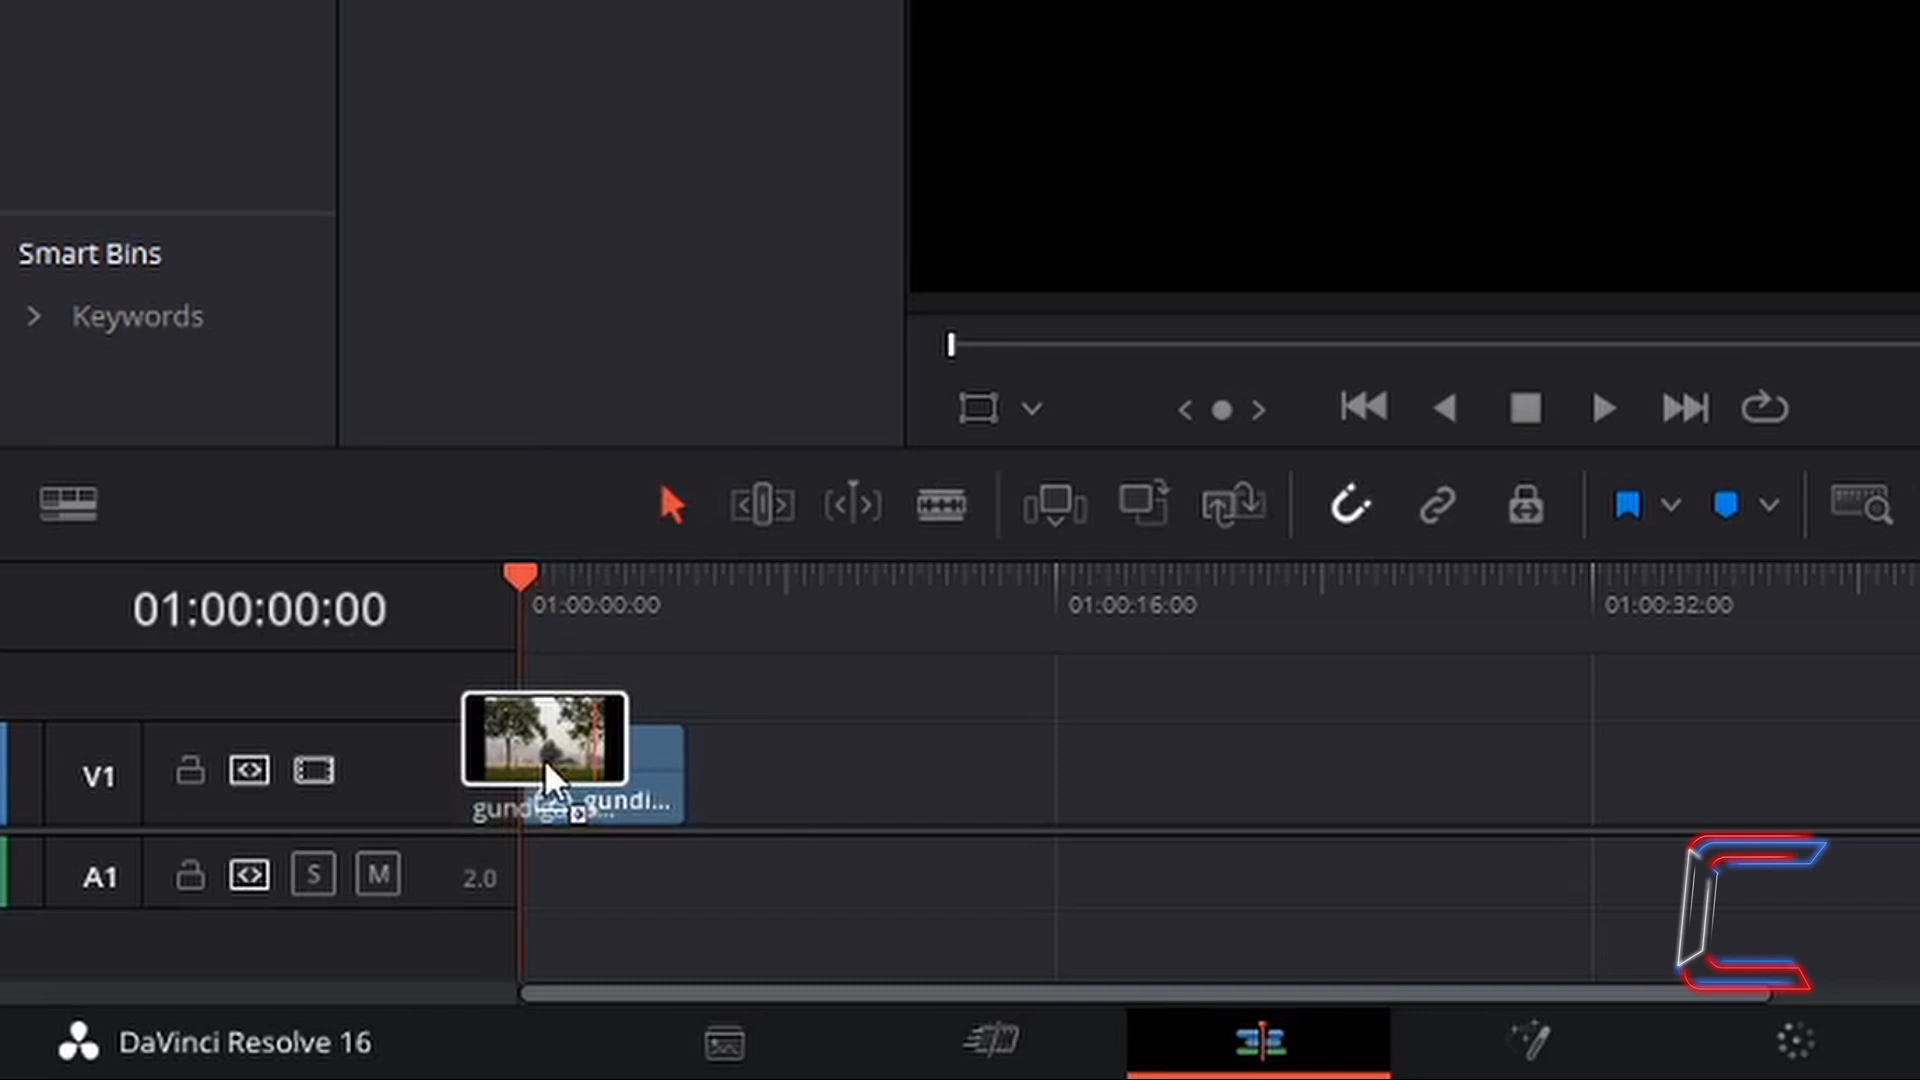 Smart Bins
Keywords
01:00:00:00
01:00:00:00
01:00:16:00
01:00:32:00
V1
gundi...
A1
S
M
2.0
DaVinci Resolve 16